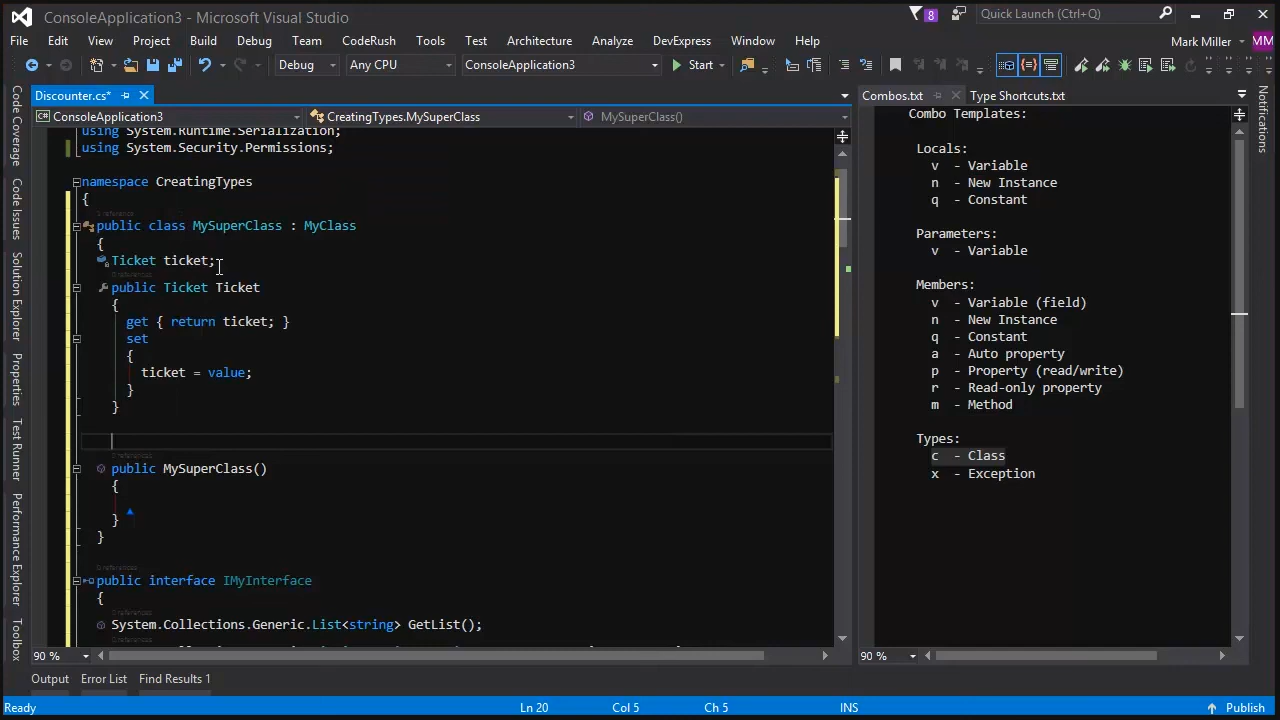 ConsoleApplication3 - Microsoft Visual Studio
8
Quick Launch (Ctrl+Q)
File Edit View Project Build Debug Team CodeRush Tools Test Architecture Analyze DevExpress Window Help
Mark Miller MM
Debug Any CPU ConsoleApplication3 Start
Discounter.cs*
Combos.txt Type Shortcuts.txt
ConsoleApplication3 CreatingTypes.MySuperClass MySuperClass()
Code Coverage
Code Issues
Solution Explorer
Properties
Test Runner
Performance Explorer
Toolbox
using System.Runtime.Serialization;
using System.Security.Permissions;
namespace CreatingTypes
{
public class MySuperClass : MyClass
{
Ticket ticket;
public Ticket Ticket
{
get { return ticket; }
set
{
ticket = value;
}
}
public MySuperClass()
{
}
}
public interface IMyInterface
{
System.Collections.Generic.List<string> GetList();
Combo Templates:
Locals:
v - Variable
n - New Instance
q - Constant
Parameters:
v - Variable
Members:
v - Variable (field)
n - New Instance
q - Constant
a - Auto property
p - Property (read/write)
r - Read-only property
m - Method
Types:
c - Class
x - Exception
Notifications
90 %
90 %
Output Error List Find Results 1
Ready Ln 20 Col 5 Ch 5 INS Publish